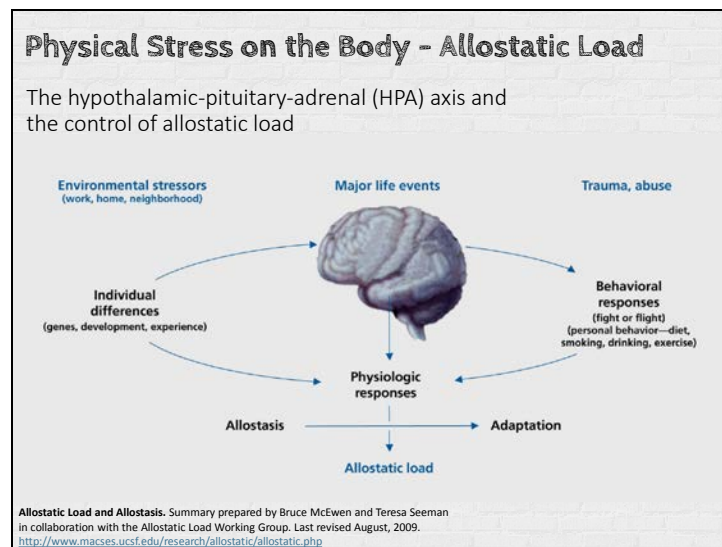 Physical Stress on the Body - Allostatic Load
The hypothalamic-pituitary-adrenal (HPA) axis and
the control of allostatic load
Environmental stressors
(work, home, neighborhood)
Major life events
Trauma, abuse
Individual
differences
(genes, development, experience)
Behavioral
responses
(fight or flight)
(personal behavior—diet,
smoking, drinking, exercise)
Physiologic
responses
Allostasis
Adaptation
Allostatic load
Allostatic Load and Allostasis. Summary prepared by Bruce McEwen and Teresa Seeman
in collaboration with the Allostatic Load Working Group. Last revised August, 2009.
http://www.macses.ucsf.edu/research/allostatic/allostatic.php